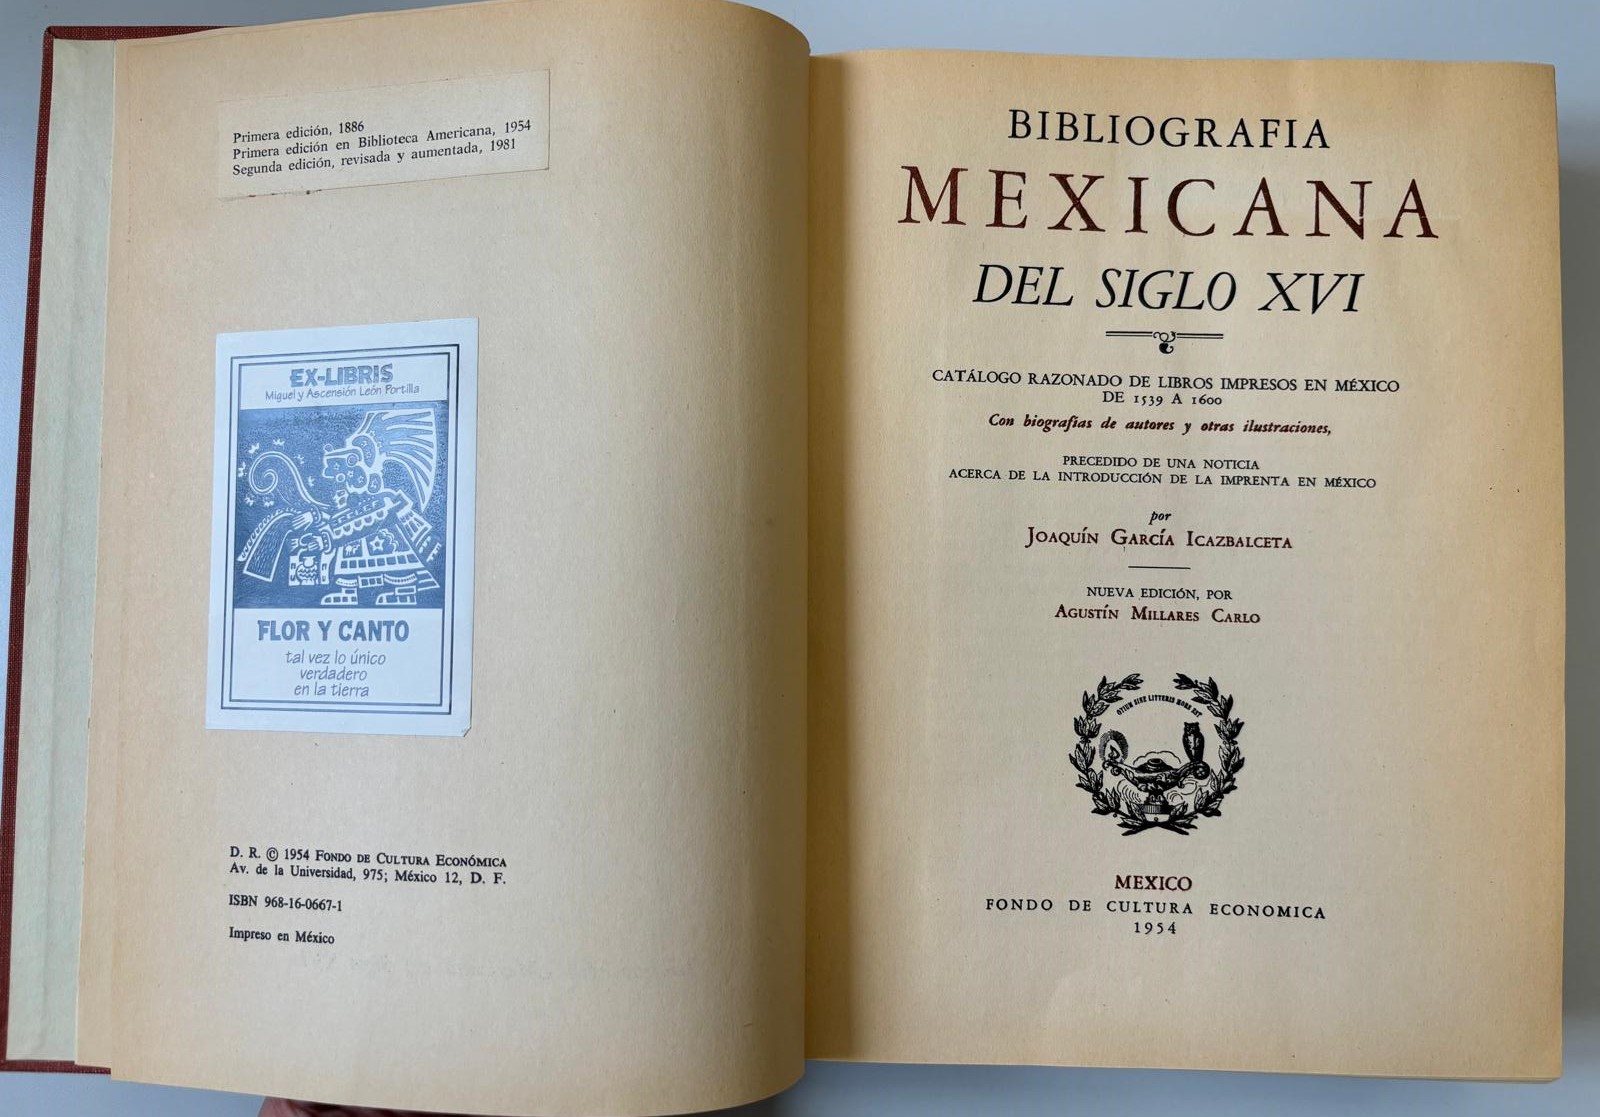 Primera edición, 1886
Primera edición en Biblioteca Americana, 1954
Segunda edición, revisada y aumentada, 1981
EX-LIBRIS
Miguel y Ascensión León Portilla
FLOR Y CANTO
tal vez lo único
verdadero
en la tierra
D. R. © 1954 FONDO DE CULTURA ECONÓMICA
Av. de la Universidad, 975; México 12, D. F.
ISBN 968-16-0667-1
Impreso en México
BIBLIOGRAFIA
MEXICANA
DEL SIGLO XVI
CATÁLOGO RAZONADO DE LIBROS IMPRESOS EN MÉXICO
DE 1539 A 1600
Con biografías de autores y otras ilustraciones,
PRECEDIDO DE UNA NOTICIA
ACERCA DE LA INTRODUCCIÓN DE LA IMPRENTA EN MÉXICO
por
JOAQUÍN GARCÍA ICAZBALCETA
NUEVA EDICIÓN, POR
AGUSTÍN MILLARES CARLO
OTIUM SINE LITTERIS MORS EST
MEXICO
FONDO DE CULTURA ECONOMICA
1954